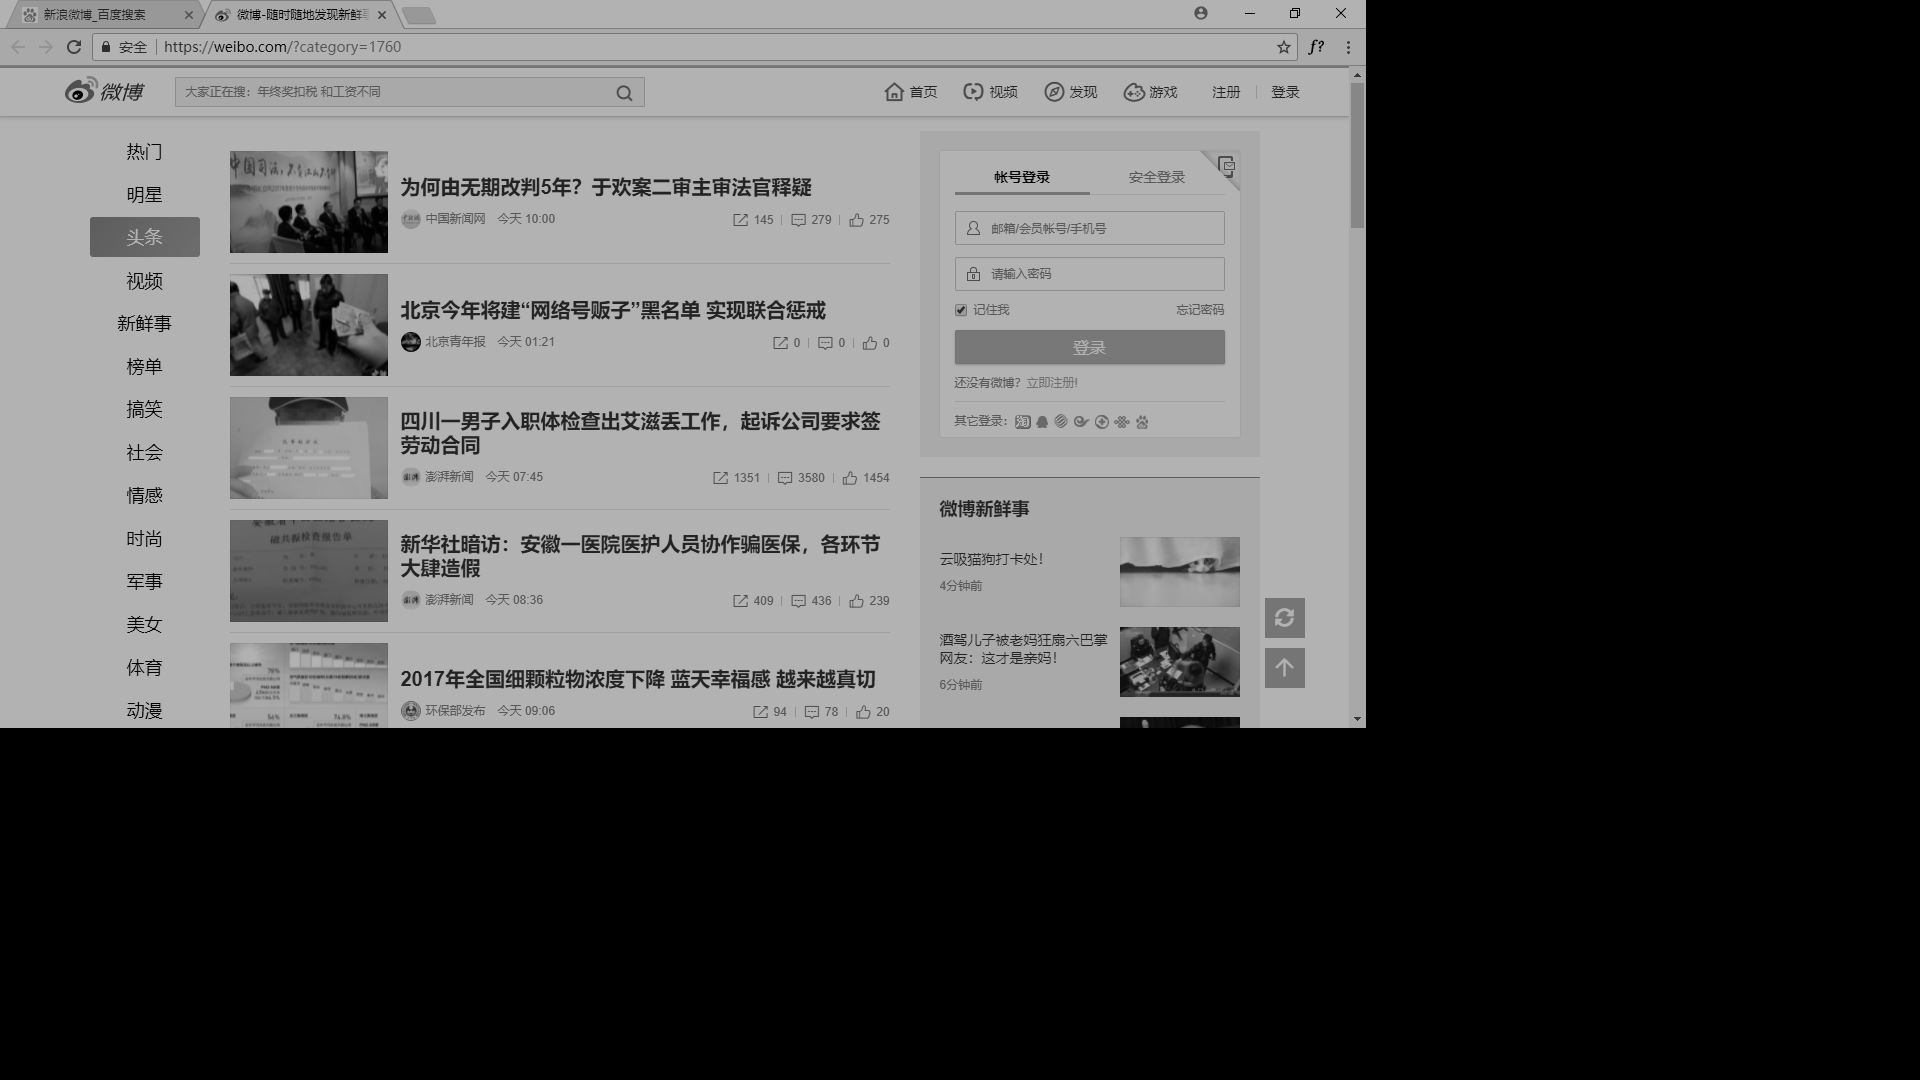 新浪微博_百度搜索
微博-随时随地发现新鲜事
安全 https://weibo.com/?category=1760
微博
大家正在搜：年终奖扣税 和工资不同
首页 视频 发现 游戏 注册 登录
热门
明星
头条
视频
新鲜事
榜单
搞笑
社会
情感
时尚
军事
美女
体育
动漫
为何由无期改判5年？于欢案二审主审法官释疑
中国新闻网 今天 10:00 145 279 275
北京今年将建“网络号贩子”黑名单 实现联合惩戒
北京青年报 今天 01:21 0 0 0
四川一男子入职体检查出艾滋丢工作，起诉公司要求签
劳动合同
澎湃新闻 今天 07:45 1351 3580 1454
磁共振检查报告单
新华社暗访：安徽一医院医护人员协作骗医保，各环节
大肆造假
澎湃新闻 今天 08:36 409 436 239
2017年全国细颗粒物浓度下降 蓝天幸福感 越来越真切
环保部发布 今天 09:06 94 78 20
帐号登录 安全登录
邮箱/会员帐号/手机号
请输入密码
记住我 忘记密码
登录
还没有微博？立即注册!
其它登录：
微博新鲜事
云吸猫狗打卡处！
4分钟前
酒驾儿子被老妈狂扇六巴掌
网友：这才是亲妈！
6分钟前